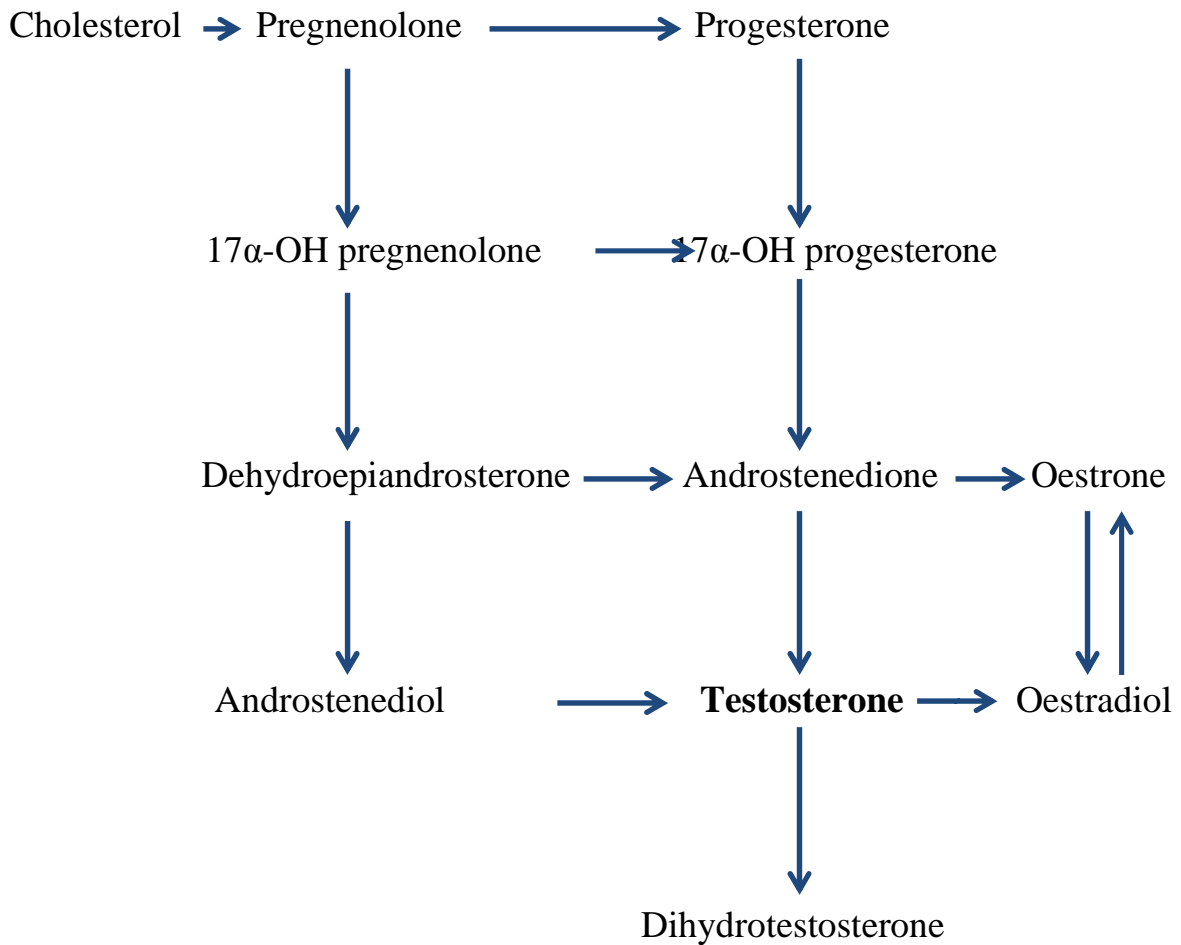 Cholesterol Pregnenolone Progesterone
17α-OH pregnenolone 17α-OH progesterone
Dehydroepiandrosterone Androstenedione Oestrone
Androstenediol Testosterone Oestradiol
Dihydrotestosterone